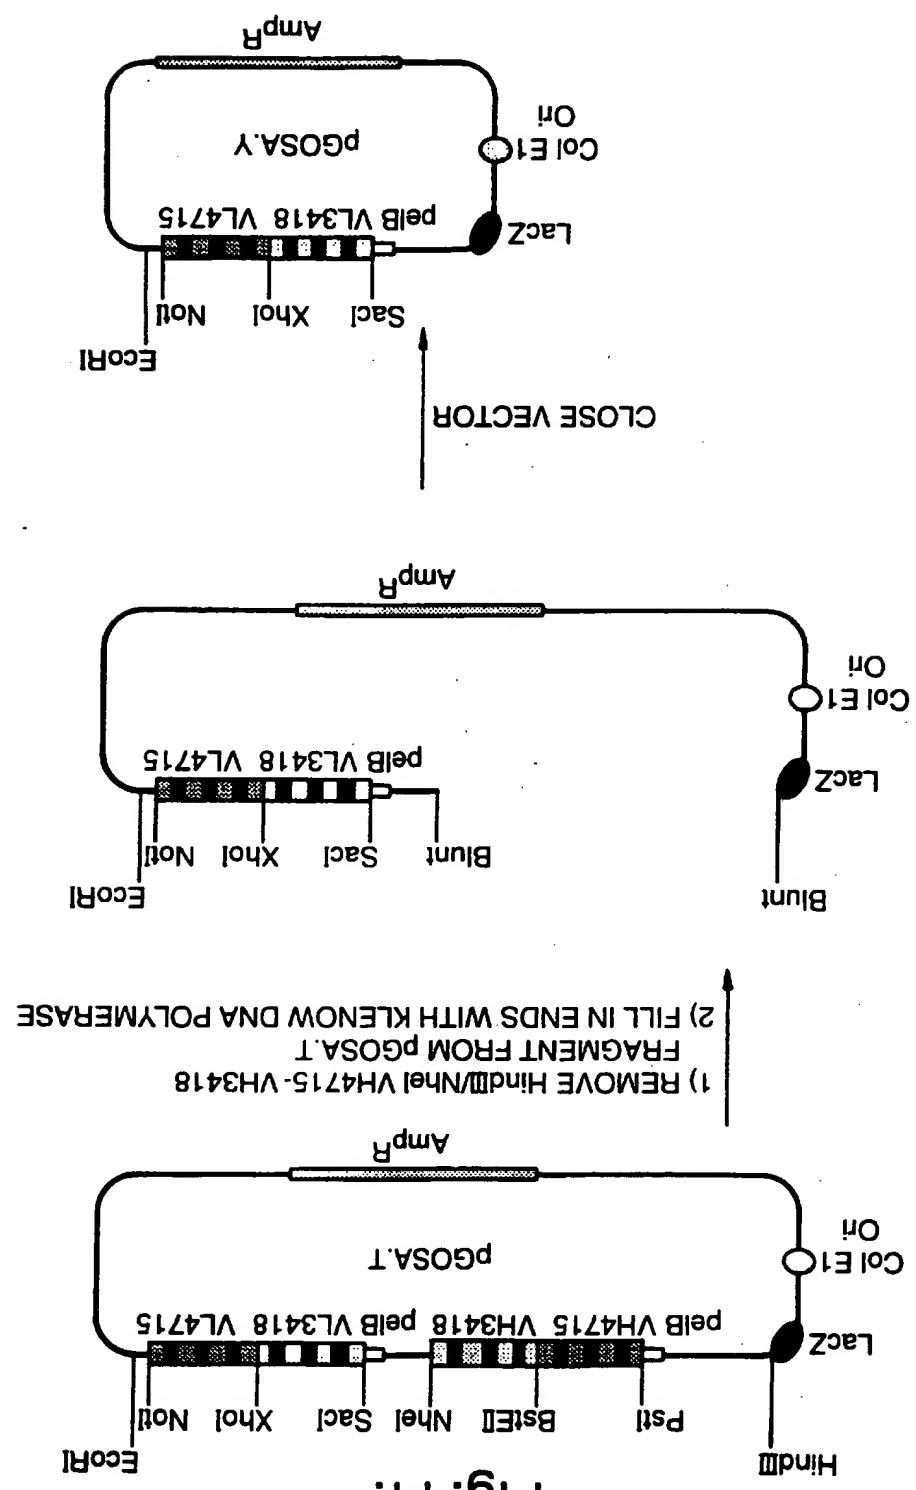 HindIII EcoRI
PstI BstEII NheI SacI XhoI NotI
LacZ
pelB VH4715 VH3418 pelB VL3418 VL4715
Col E1
Ori
pGOSA.T
AmpR
1) REMOVE HindIII/NheI VH4715-VH3418
FRAGMENT FROM pGOSA.T
2) FILL IN ENDS WITH KLENOW DNA POLYMERASE
Blunt EcoRI
Blunt SacI XhoI NotI
LacZ
pelB VL3418 VL4715
Col E1
Ori
AmpR
CLOSE VECTOR
EcoRI
SacI XhoI NotI
LacZ
pelB VL3418 VL4715
Col E1
Ori
pGOSA.Y
AmpR